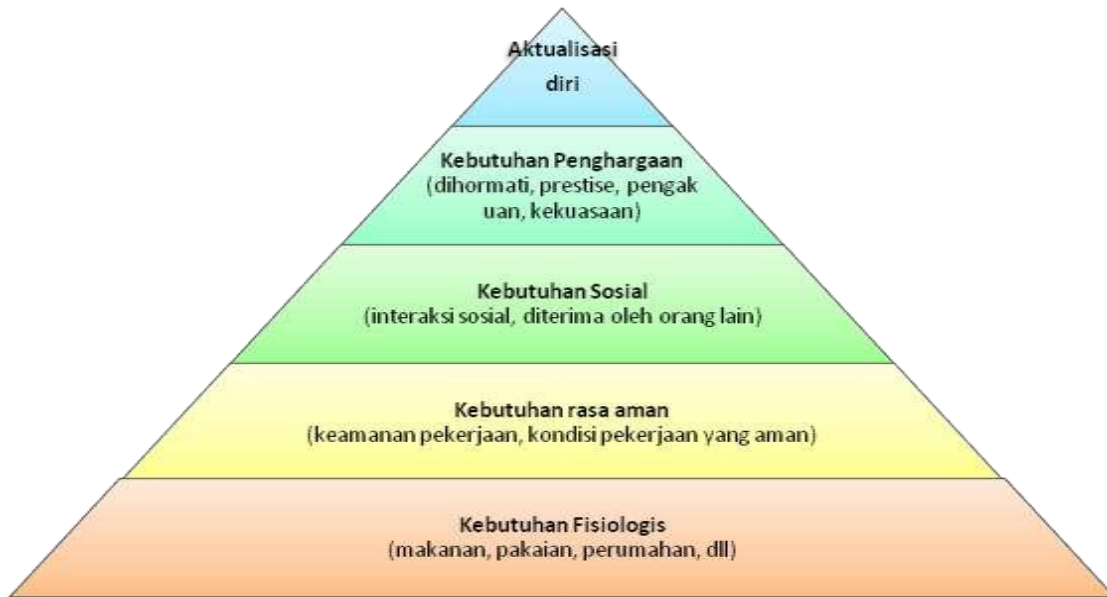 Aktualisasi
diri
Kebutuhan Penghargaan
(dihormati, prestise, pengak
uan, kekuasaan)
Kebutuhan Sosial
(interaksi sosial, diterima oleh orang lain)
Kebutuhan rasa aman
(keamanan pekerjaan, kondisi pekerjaan yang aman)
Kebutuhan Fisiologis
(makanan, pakaian, perumahan, dll)